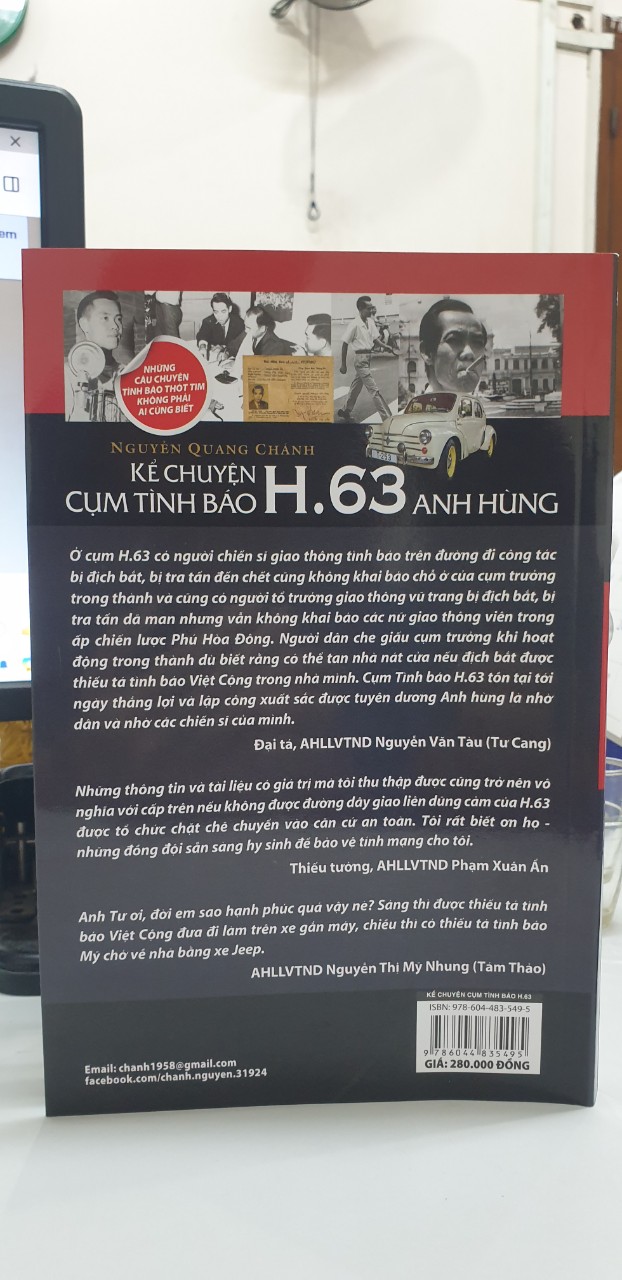 ×
em
NHỮNG
CÂU CHUYỆN
TÌNH BÁO THÓT TIM
KHÔNG PHẢI
AI CŨNG BIẾT
NGUYỄN QUANG CHÁNH
KỂ CHUYỆN
CỤM TÌNH BÁO H.63 ANH HÙNG
Ở cụm H.63 có người chiến sĩ giao thông tình báo trên đường đi công tác
bị địch bắt, bị tra tấn đến chết cũng không khai báo chỗ ở của cụm trưởng
trong thành và cũng có người tổ trưởng giao thông vũ trang bị địch bắt, bị
tra tấn dã man nhưng vẫn không khai báo các nữ giao thông viên trong
ấp chiến lược Phú Hòa Đông. Người dân che giấu cụm trưởng khi hoạt
động trong thành dù biết rằng có thể tan nhà nát cửa nếu địch bắt được
thiếu tá tình báo Việt Cộng trong nhà mình. Cụm Tình báo H.63 tồn tại tới
ngày thắng lợi và lập công xuất sắc được tuyên dương Anh hùng là nhờ
dân và nhờ các chiến sĩ của mình.
Đại tá, AHLLVTND Nguyễn Văn Tàu (Tư Cang)
Những thông tin và tài liệu có giá trị mà tôi thu thập được cũng trở nên vô
nghĩa với cấp trên nếu không được đường dây giao liên dũng cảm của H.63
được tổ chức chặt chẽ chuyển vào căn cứ an toàn. Tôi rất biết ơn họ -
những đồng đội sẵn sàng hy sinh để bảo vệ tính mạng cho tôi.
Thiếu tướng, AHLLVTND Phạm Xuân Ẩn
Anh Tư ơi, đời em sao hạnh phúc quá vậy nè? Sáng thì được thiếu tá tình
báo Việt Cộng đưa đi làm trên xe gắn máy, chiều thì có thiếu tá tình báo
Mỹ chở về nhà bằng xe Jeep.
AHLLVTND Nguyễn Thị Mỹ Nhung (Tám Thảo)
KỂ CHUYỆN CỤM TÌNH BÁO H.63
ISBN: 978-604-483-549-5
9 786044 835495
GIÁ: 280.000 ĐỒNG
Email: chanh1958@gmail.com
facebook.com/chanh.nguyen.31924